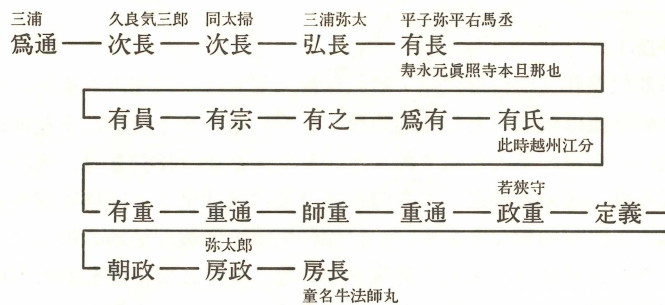 三浦 久良気三郎 同太掃 三浦弥太 平子弥平右馬丞
爲通 次長 次長 弘長 有長
寿永元眞照寺本旦那也
有員 有宗 有之 爲有 有氏
此時越州江分
若狭守
有重 重通 師重 重通 政重 定義
弥太郎
朝政 房政 房長
童名牛法師丸